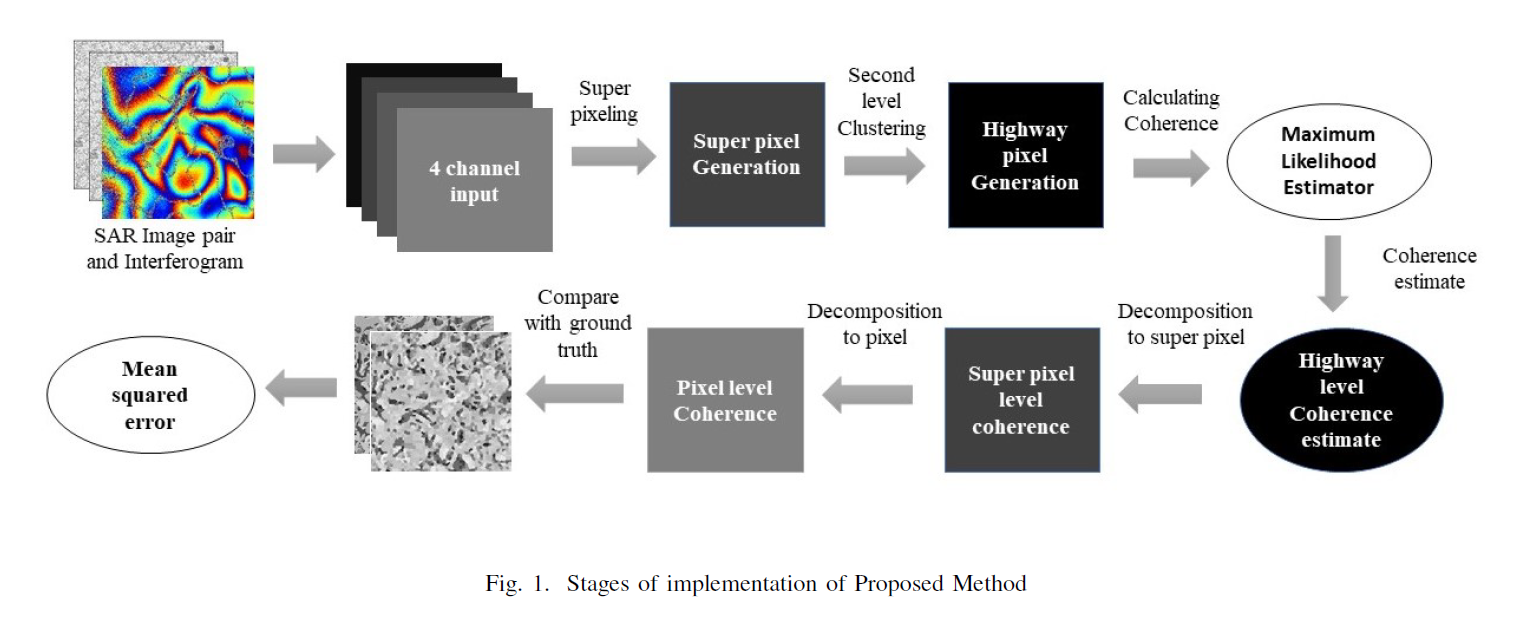 SAR Image pair
and Interferogram
4 channel
input
Super
pixeling
Super pixel
Generation
Second
level
Clustering
Highway
pixel
Generation
Calculating
Coherence
Maximum
Likelihood
Estimator
Coherence
estimate
Highway
level
Coherence
estimate
Decomposition
to super pixel
Super pixel
level
coherence
Decomposition
to pixel
Pixel level
Coherence
Compare
with ground
truth
Mean
squared
error
Fig. 1. Stages of implementation of Proposed Method